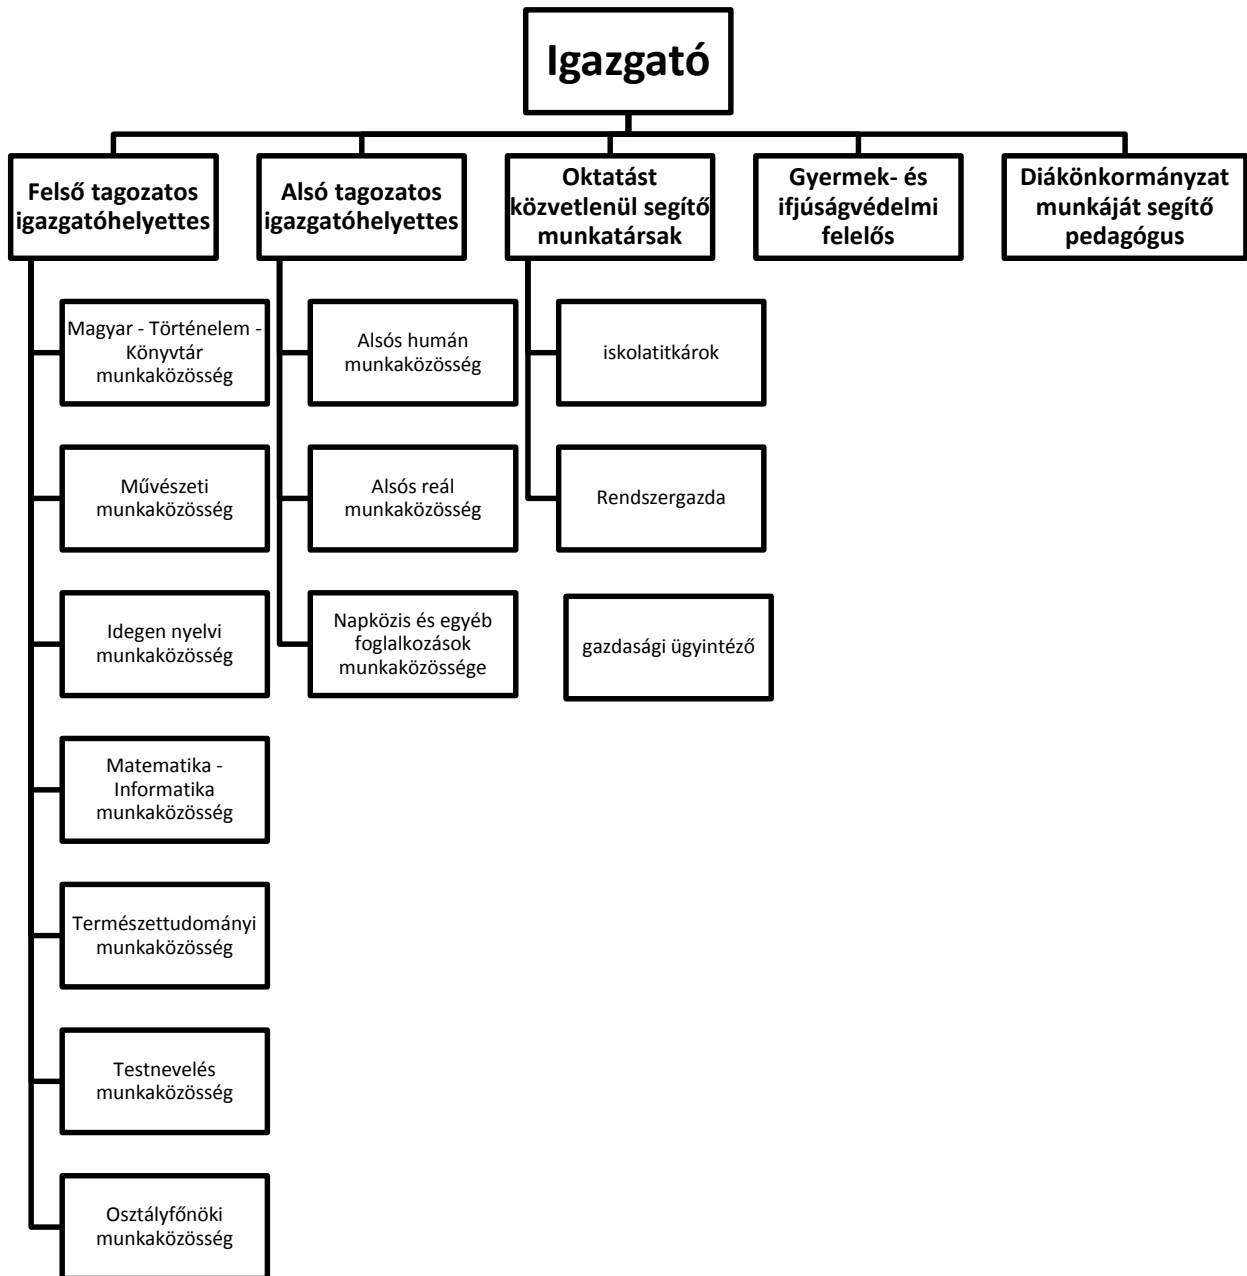 Igazgató
Felső tagozatos
igazgatóhelyettes
Alsó tagozatos
igazgatóhelyettes
Oktatást
közvetlenül segítő
munkatársak
Gyermek- és
ifjúságvédelmi
felelős
Diákönkormányzat
munkáját segítő
pedagógus
Magyar - Történelem -
Könyvtár
munkaközösség
Művészeti
munkaközösség
Idegen nyelvi
munkaközösség
Matematika -
Informatika
munkaközösség
Természettudományi
munkaközösség
Testnevelés
munkaközösség
Osztályfőnöki
munkaközösség
Alsós humán
munkaközösség
Alsós reál
munkaközösség
Napközis és egyéb
foglalkozások
munkaközössége
iskolatitkárok
Rendszergazda
gazdasági ügyintéző